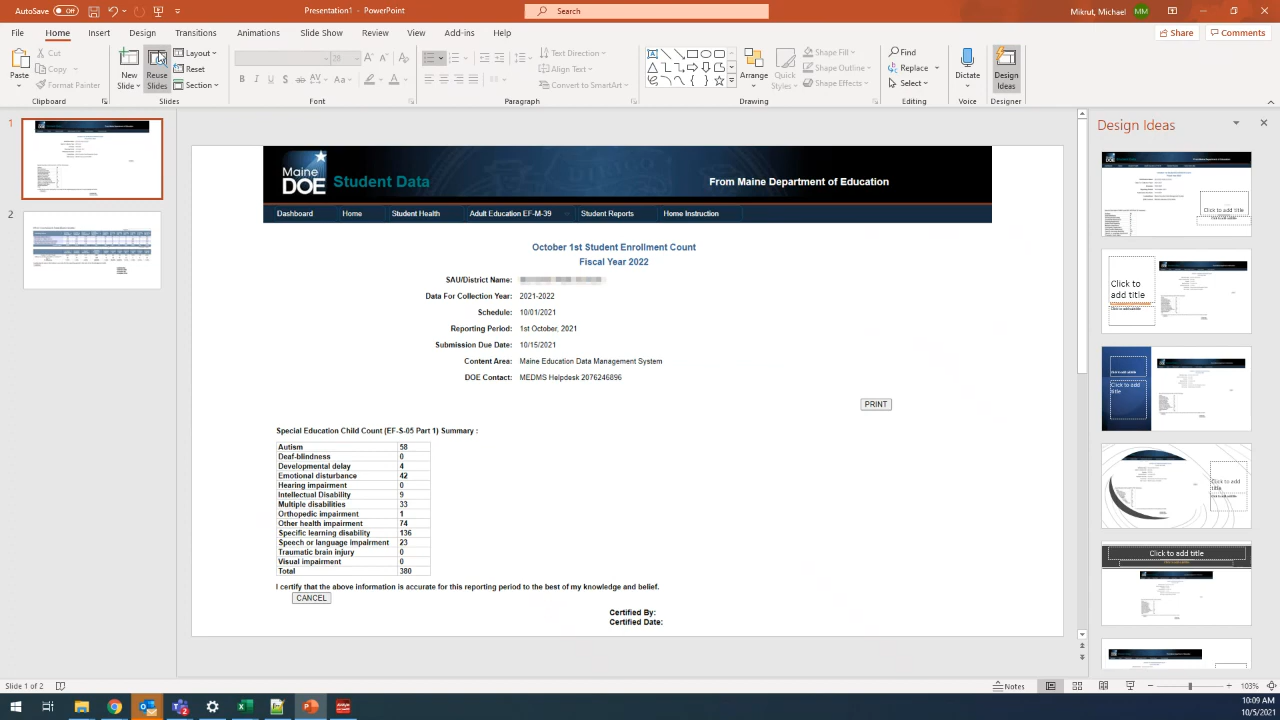 AutoSave Off Presentation1 - PowerPoint Search Mikrut, Michael MM
File Home Insert Design Transitions Animations Slide Show Review View Add-ins Help Share Comments
Paste Cut Copy Format Painter Clipboard
New Slide Reuse Slides Layout Reset Section Slides
28 Font
Text Direction Align Text Convert to SmartArt Paragraph
Arrange Quick Styles Shape Fill Shape Outline Shape Effects Drawing
Find Replace Select Editing
Dictate Voice
Design Ideas Designer
1
2
Maine DOE Student Data
From Maine Department of Education
Dashboard Home Student Health Adult Education EF-M-39 Student Reports Home Instruction
October 1st Student Enrollment Count
Fiscal Year 2022
SAU/District Name:
Data For Collection Year: 2021-2022
Schedule: 10/01/2021
Reporting Period: 1st October, 2021
Submission Due Date: 10/15/2021
Content Area: Maine Education Data Management System
DOE Contact: MEDMS Helpdesk 2076246896
PRINT
Special Education Child Count (EF-S-05 Part 1) Summary :
Autism 58
Deaf-blindness 0
Developmental delay 4
Emotional disturbance 42
Hearing impairment 0
Intellectual Disability 9
Multiple disabilities 33
Orthopedic impairment 1
Other health impairment 74
Specific learning disability 136
Speech or language impairment 23
Traumatic brain injury 0
Visual impairment 0
Total 380
I certify that the above information is accurate for this reporting period to the best of my knowledge and belief.
CANCEL
Certified By:
Certified Date:
Design Ideas
Click to add title
Click to add title
Click to add title
Click to add title
Click to add title
Slide 1 of 2 Notes 103%
10:09 AM
10/5/2021